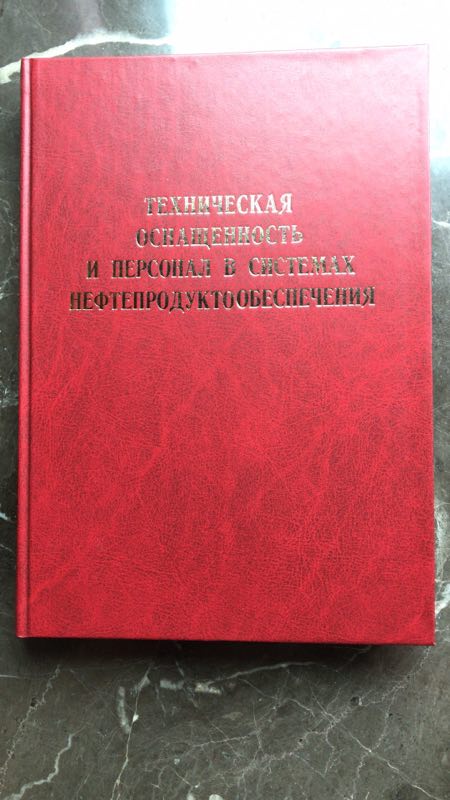 ТЕХНИЧЕСКАЯ
ОСНАЩЕННОСТЬ
И ПЕРСОНАЛ В СИСТЕМАХ
НЕФТЕПРОДУКТООБЕСПЕЧЕНИЯ